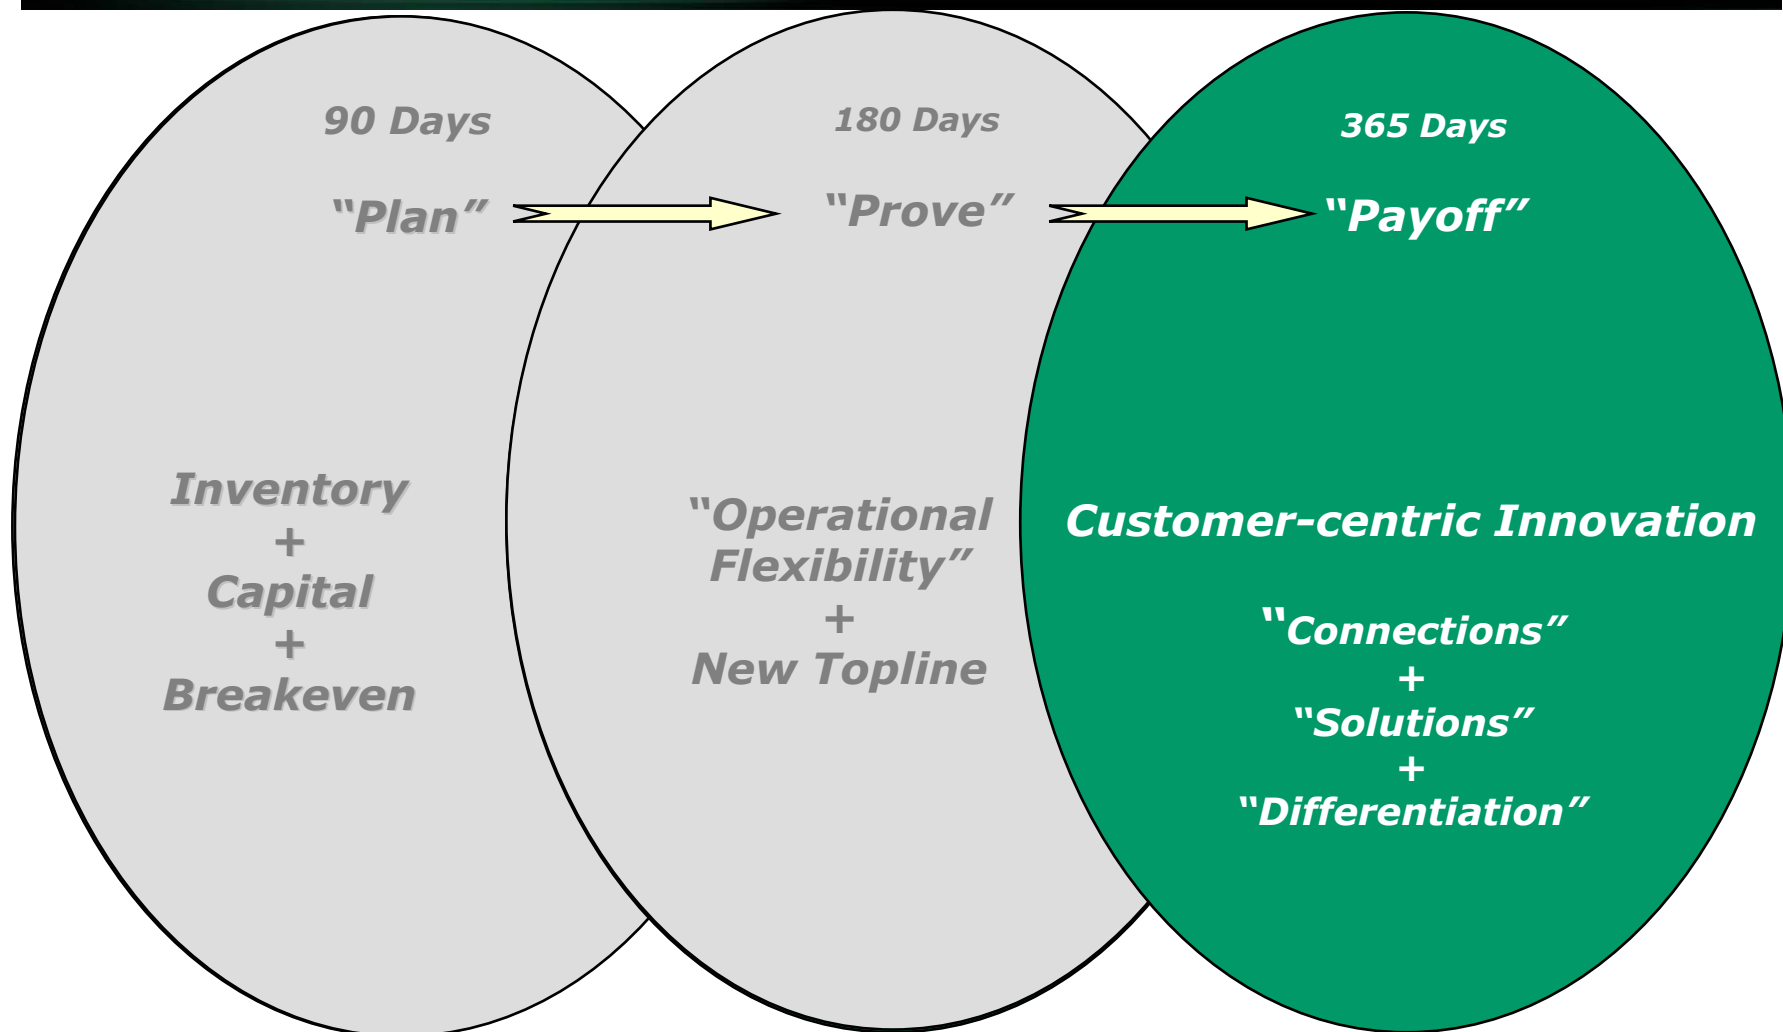 90 Days
“Plan”
Inventory
+
Capital
+
Breakeven
180 Days
“Prove”
“Operational
Flexibility”
+
New Topline
365 Days
“Payoff”
Customer-centric Innovation
“Connections”
+
“Solutions”
+
“Differentiation”